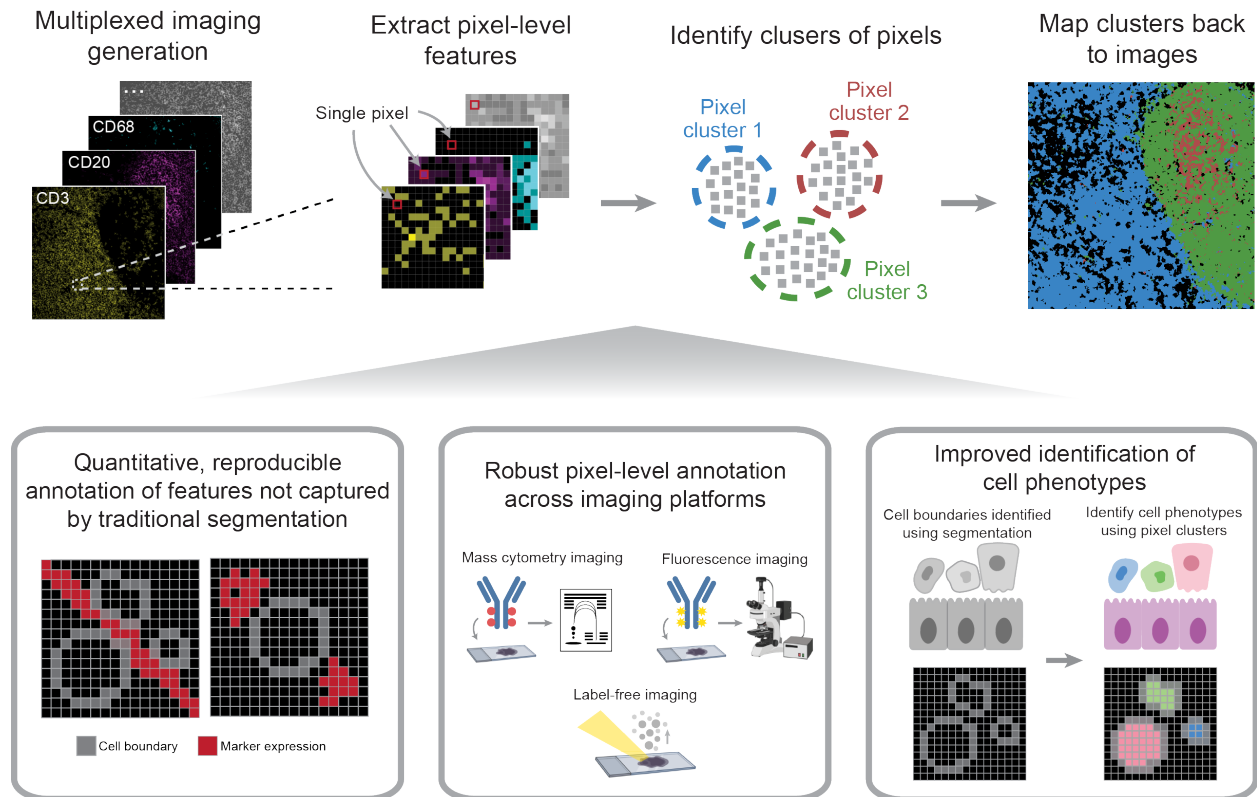 Multiplexed imaging
generation
Extract pixel-level
features
Identify clusers of pixels
Map clusters back
to images
...
CD68
CD20
CD3
Single pixel
Pixel
cluster 1
Pixel
cluster 2
Pixel
cluster 3
Quantitative, reproducible
annotation of features not captured
by traditional segmentation
Cell boundary
Marker expression
Robust pixel-level annotation
across imaging platforms
Mass cytometry imaging
Fluorescence imaging
Label-free imaging
Improved identification of
cell phenotypes
Cell boundaries identified
using segmentation
Identify cell phenotypes
using pixel clusters